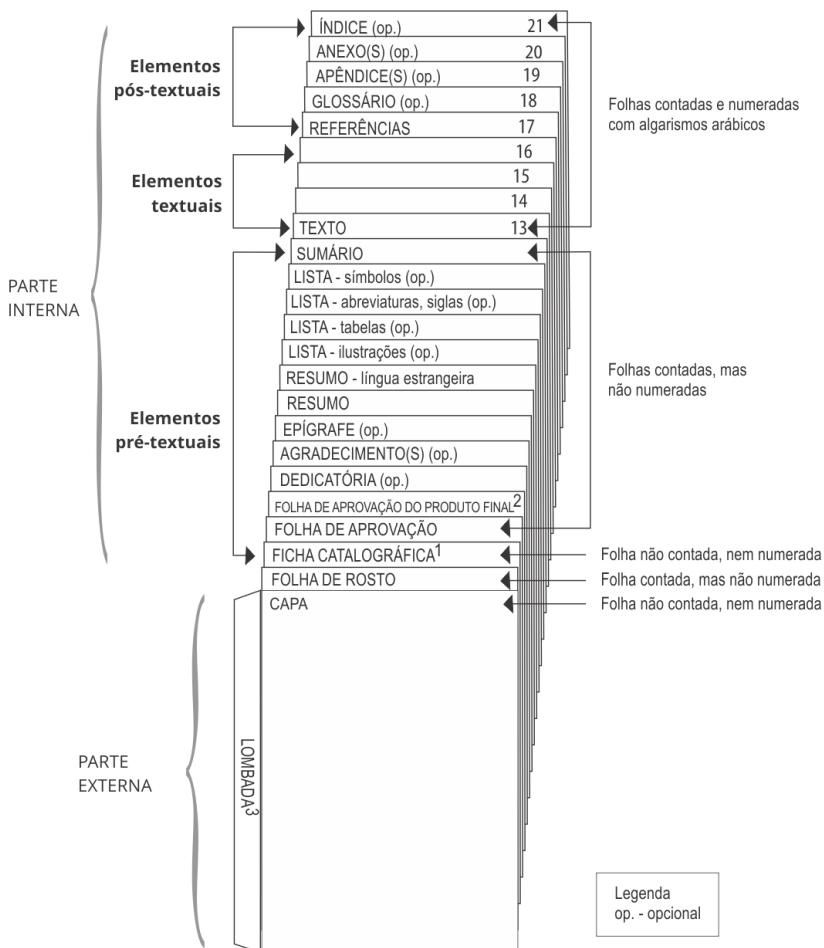 ÍNDICE (op.) 21
ANEXO(S) (op.) 20
APÊNDICE(S) (op.) 19
GLOSSÁRIO (op.) 18
REFERÊNCIAS 17
16
15
14
TEXTO 13
SUMÁRIO
LISTA - símbolos (op.)
LISTA - abreviaturas, siglas (op.)
LISTA - tabelas (op.)
LISTA - ilustrações (op.)
RESUMO - língua estrangeira
RESUMO
EPÍGRAFE (op.)
AGRADECIMENTO(S) (op.)
DEDICATÓRIA (op.)
FOLHA DE APROVAÇÃO DO PRODUTO FINAL2
FOLHA DE APROVAÇÃO
FICHA CATALOGRÁFICA1
FOLHA DE ROSTO
CAPA
LOMBADA3
Elementos
pós-textuais
Elementos
textuais
Elementos
pré-textuais
PARTE
INTERNA
PARTE
EXTERNA
Folhas contadas e numeradas
com algarismos arábicos
Folhas contadas, mas
não numeradas
Folha não contada, nem numerada
Folha contada, mas não numerada
Folha não contada, nem numerada
Legenda
op. - opcional